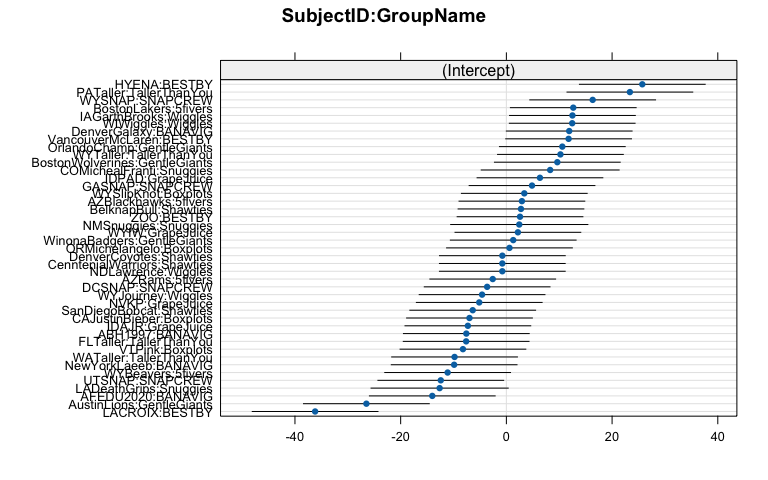 SubjectID:GroupName
(Intercept)
HYENA:BESTBY
PATaller:TallerThanYou
WYSNAP:SNAPCREW
BostonLakers:5fivers
IAGarthBrooks:Wiggles
WIWiggles:Wiggles
DenverGalaxy:BANAVIG
VancouverMcLaren:BESTBY
OrlandoChamp:GentleGiants
WYTaller:TallerThanYou
BostonWolverines:GentleGiants
COMichealFranti:Snuggies
IDPAD:GrapeJuice
GASNAP:SNAPCREW
WYSlipKnot:Boxplots
AZBlackhawks:5fivers
BelknapBull:Shawties
ZOO:BESTBY
NMSnuggies:Snuggies
WYIW:GrapeJuice
WinonaBadgers:GentleGiants
ORMichelangelo:Boxplots
DenverCoyotes:Shawties
CenntenialWarriors:Shawties
NDLawrence:Wiggles
AZRams:5fivers
DCSNAP:SNAPCREW
WYJourney:Wiggles
NVKP:GrapeJuice
SanDiegoBobcat:Shawties
CAJustinBieber:Boxplots
IDAJR:GrapeJuice
ABH1997:BANAVIG
FLTaller:TallerThanYou
VTPink:Boxplots
WATaller:TallerThanYou
NewYorkLaeeb:BANAVIG
WYBeavers:5fivers
UTSNAP:SNAPCREW
LADeathGrips:Snuggies
AFEDU2020:BANAVIG
AustinLions:GentleGiants
LACROIX:BESTBY
-40 -20 0 20 40